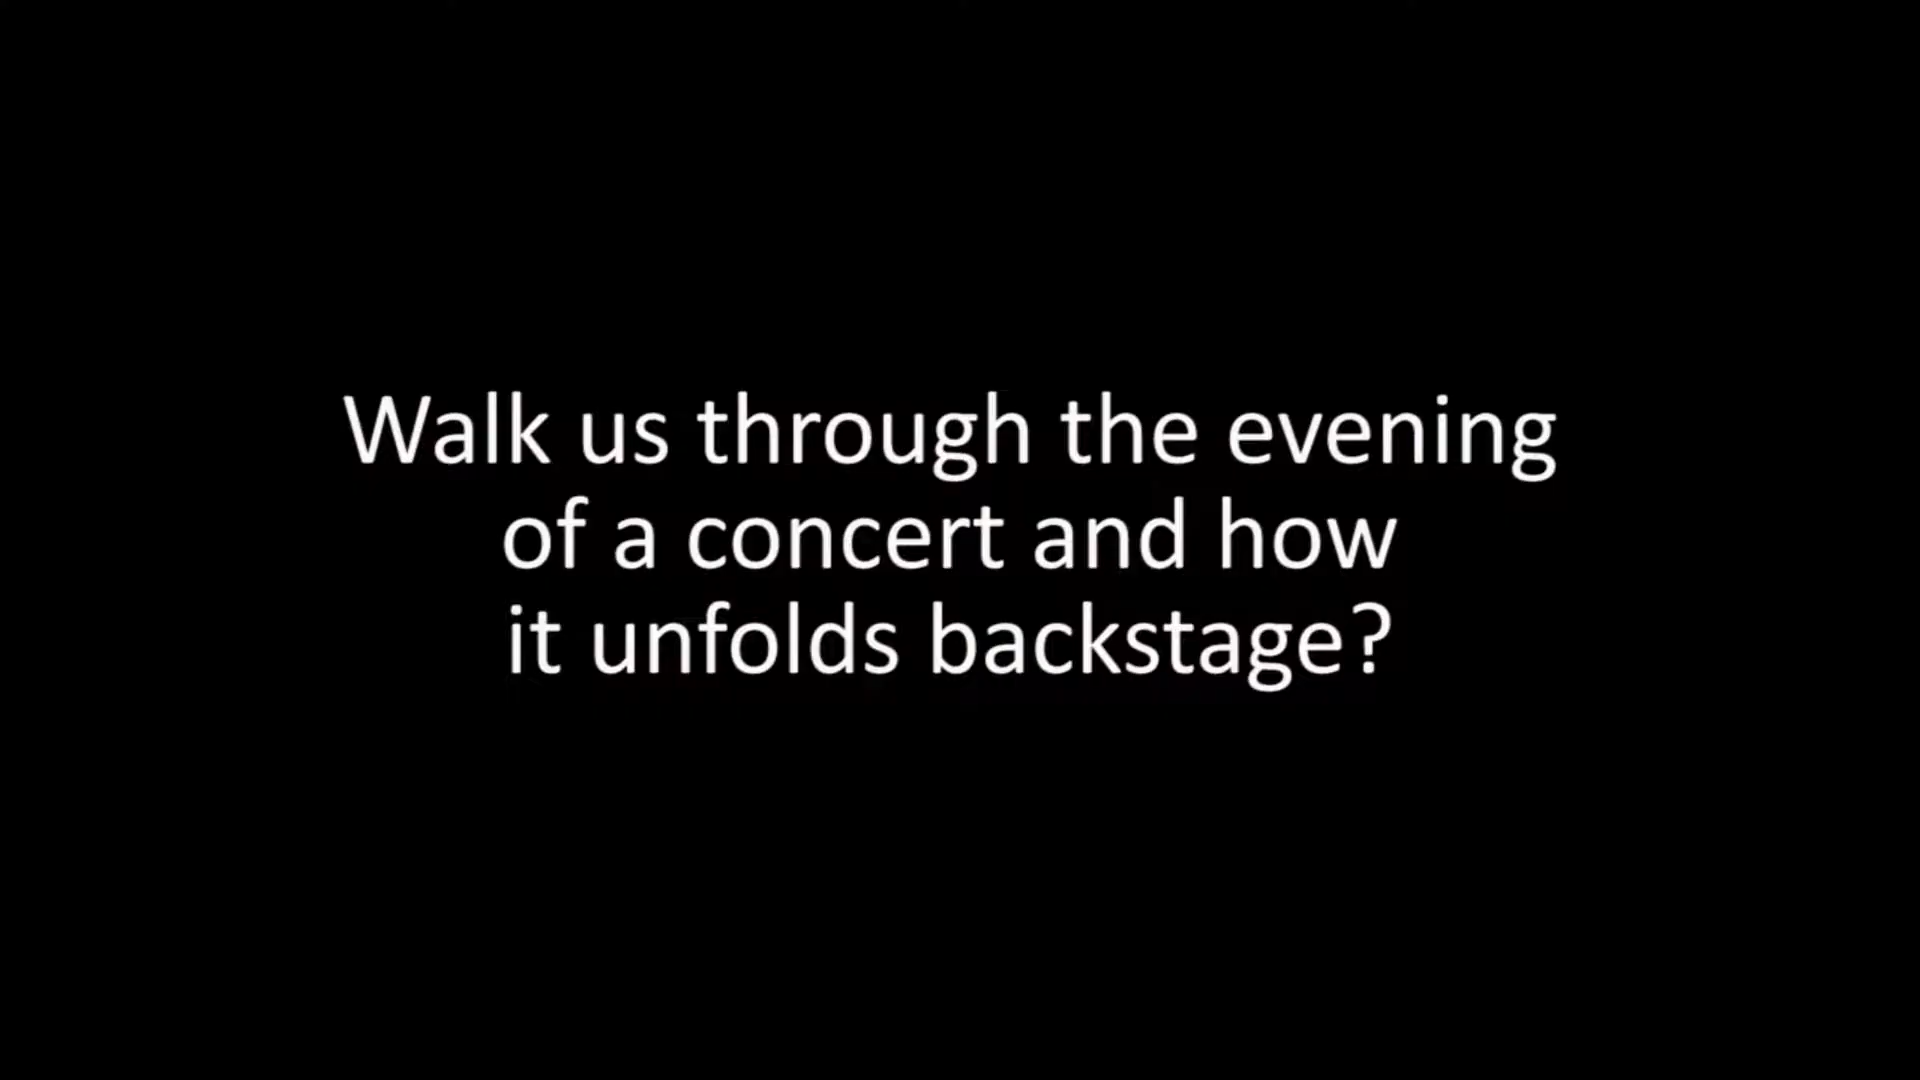 Walk us through the evening
of a concert and how
it unfolds backstage?